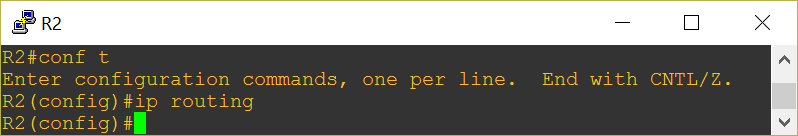 R2
R2#conf t
Enter configuration commands, one per line.  End with CNTL/Z.
R2(config)#ip routing
R2(config)#